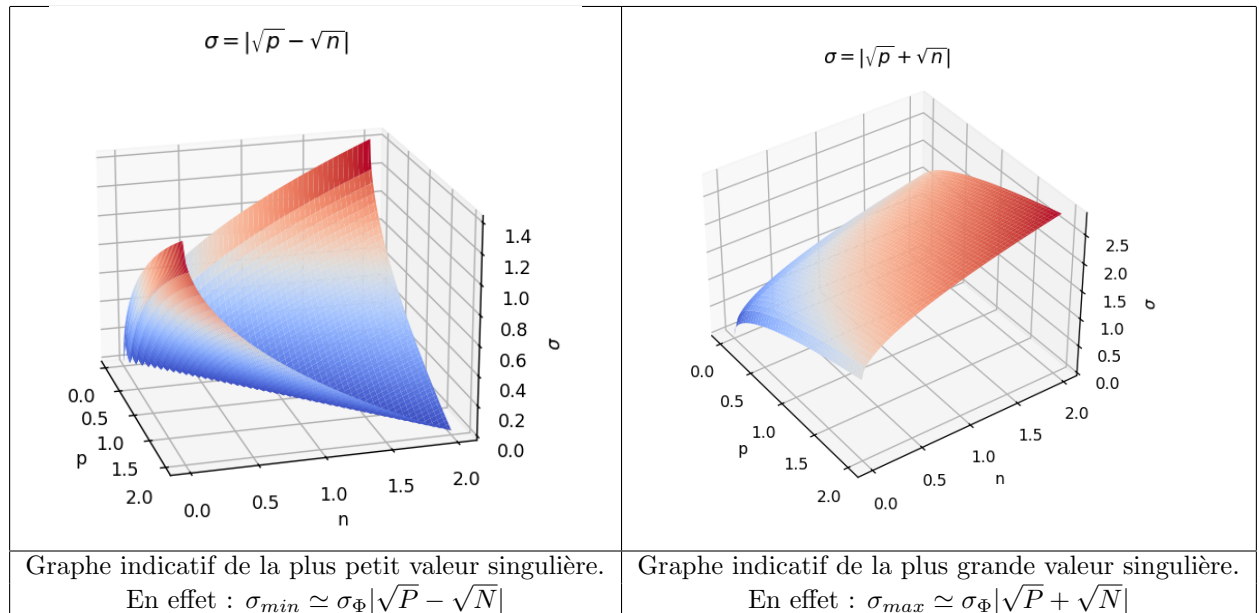 σ = |√p − √n|
1.4
1.2
1.0
0.8
0.6
0.4
0.2
0.0
σ
0.0
0.5
1.0
1.5
2.0
p
0.0
0.5
1.0
1.5
2.0
n
Graphe indicatif de la plus petit valeur singulière.
En effet : σ_min ≃ σ_Φ|√P − √N|
σ = |√p + √n|
2.5
2.0
1.5
1.0
0.5
0.0
σ
0.0
0.5
1.0
1.5
2.0
p
0.0
0.5
1.0
1.5
2.0
n
Graphe indicatif de la plus grande valeur singulière.
En effet : σ_max ≃ σ_Φ|√P + √N|